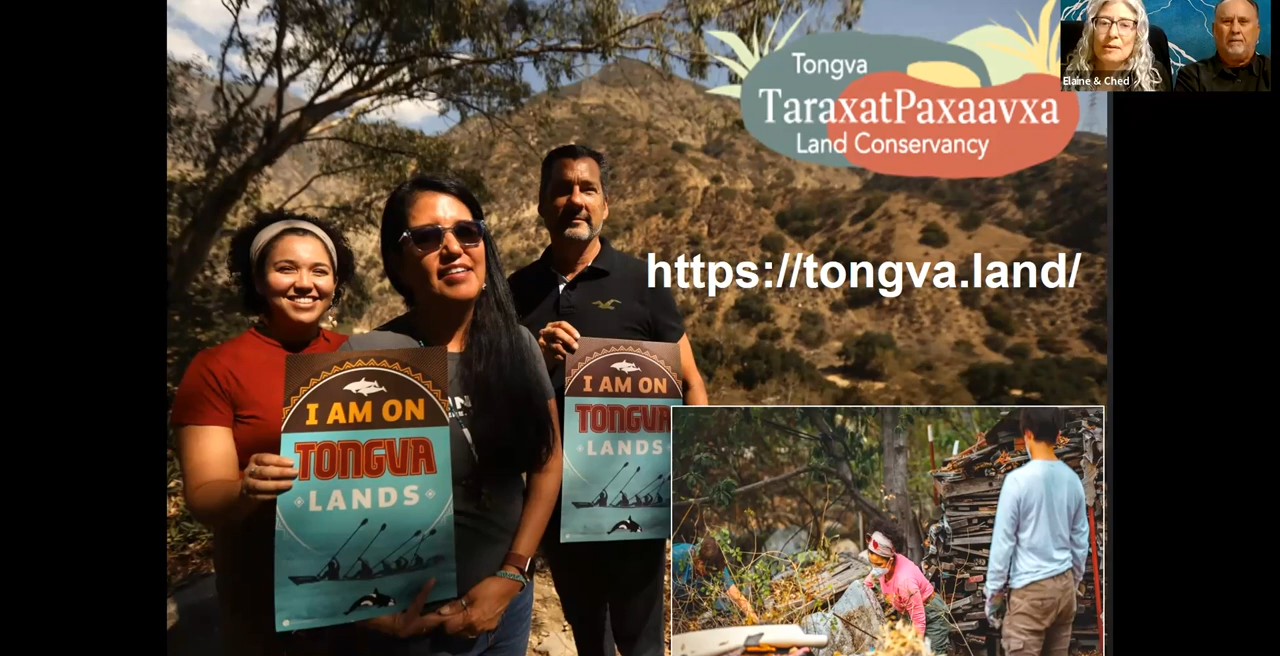 Tongva
TaraxatPaxaavxa
Land Conservancy
Elaine & Ched
https://tongva.land/
I AM ON
TONGVA
LANDS
I AM ON
TONGVA
LANDS